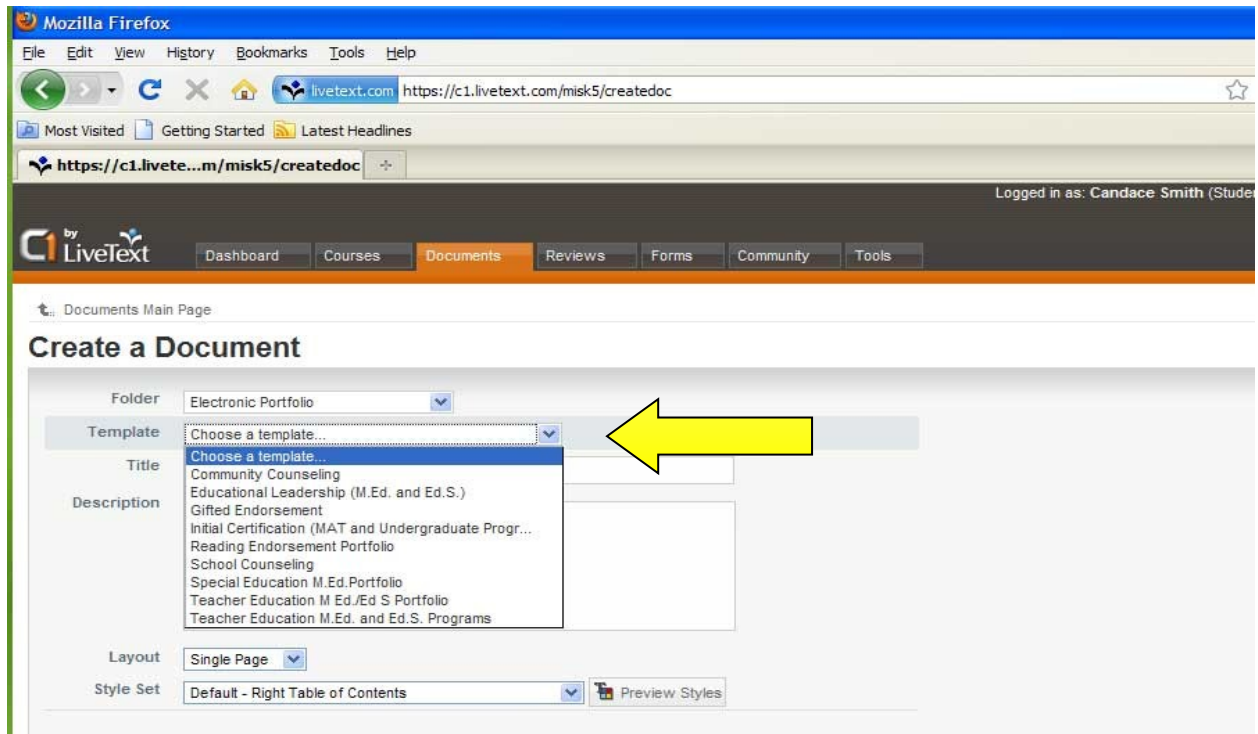 Mozilla Firefox
File Edit View History Bookmarks Tools Help
livetext.com https://c1.livetext.com/misk5/createdoc
Most Visited Getting Started Latest Headlines
https://c1.livete...m/misk5/createdoc
Logged in as: Candace Smith (Studen
C1 by LiveText Dashboard Courses Documents Reviews Forms Community Tools
Documents Main Page
Create a Document
Folder Electronic Portfolio
Template Choose a template...
Choose a template...
Title
Community Counseling
Educational Leadership (M.Ed. and Ed.S.)
Description
Gifted Endorsement
Initial Certification (MAT and Undergraduate Progr...
Reading Endorsement Portfolio
School Counseling
Special Education M.Ed.Portfolio
Teacher Education M Ed./Ed S Portfolio
Teacher Education M.Ed. and Ed.S. Programs
Layout Single Page
Style Set Default - Right Table of Contents Preview Styles